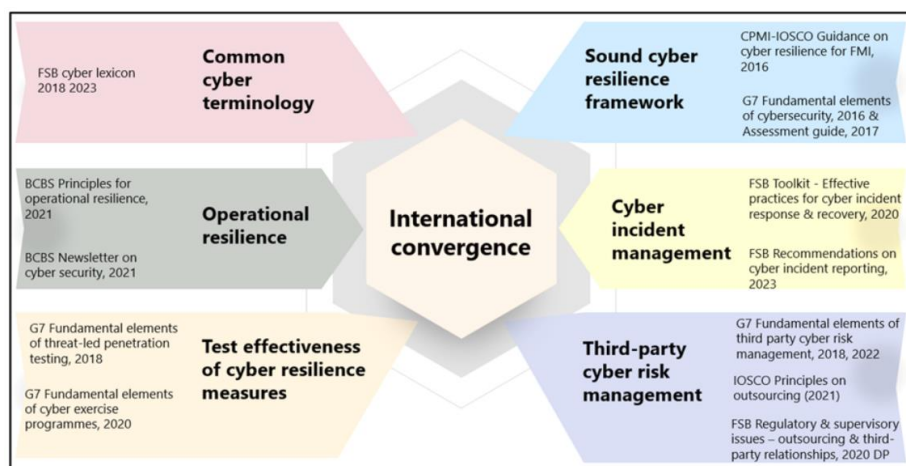 FSB cyber lexicon
2018 2023
Common
cyber
terminology
Sound cyber
resilience
framework
CPMI-IOSCO Guidance on
cyber resilience for FMI,
2016
G7 Fundamental elements
of cybersecurity, 2016 &
Assessment guide, 2017
BCBS Principles for
operational resilience,
2021
BCBS Newsletter on
cyber security, 2021
Operational
resilience
International
convergence
Cyber
incident
management
FSB Toolkit - Effective
practices for cyber incident
response & recovery, 2020
FSB Recommendations on
cyber incident reporting,
2023
G7 Fundamental elements
of threat-led penetration
testing, 2018
G7 Fundamental elements
of cyber exercise
programmes, 2020
Test effectiveness
of cyber resilience
measures
Third-party
cyber risk
management
G7 Fundamental elements of
third party cyber risk
management, 2018, 2022
IOSCO Principles on
outsourcing (2021)
FSB Regulatory & supervisory
issues – outsourcing & third-
party relationships, 2020 DP